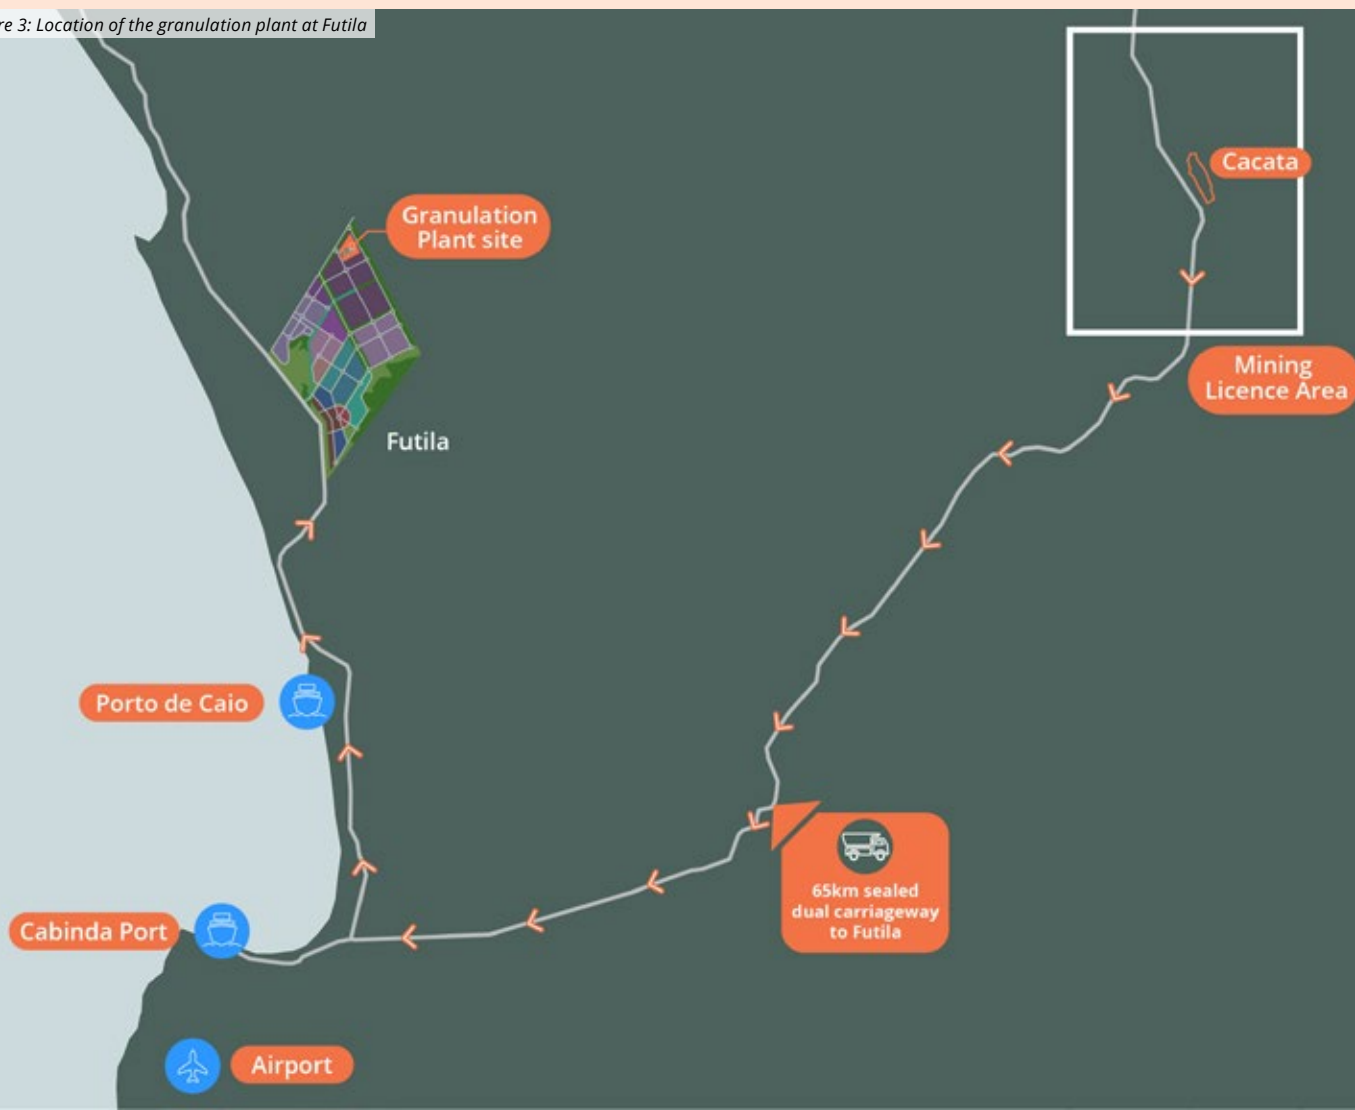 re 3: Location of the granulation plant at Futila
Cacata
Granulation
Plant site
Mining
Licence Area
Futila
Porto de Caio
65km sealed
dual carriageway
to Futila
Cabinda Port
Airport